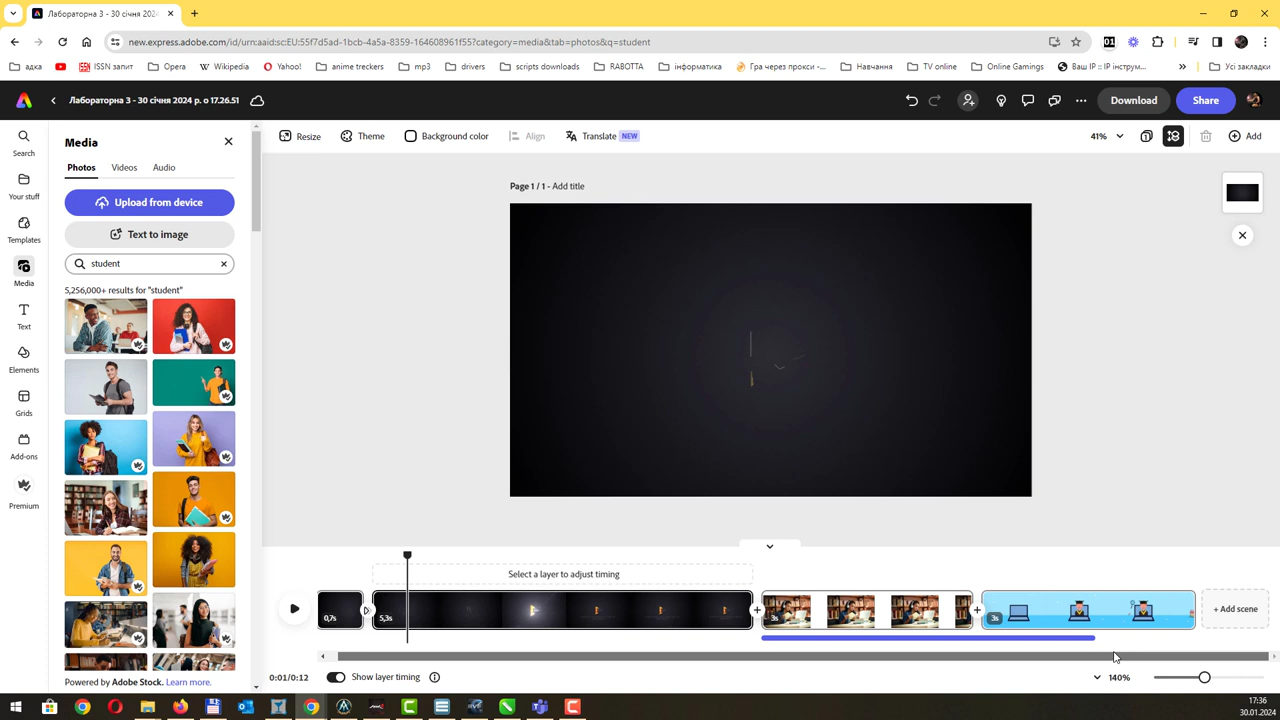 Лабораторна 3 - 30 січня 202
new.express.adobe.com/id/urn:aaid:sc:EU:55f7d5ad-1bcb-4a5a-8359-164608961f55?category=media&tab=photos&q=student
адка
ISSN запит
Opera
Wikipedia
Yahoo!
anime treckers
mp3
drivers
scripts downloads
RABOTTA
інформатика
Гра через прокси -...
Навчання
TV online
Online Gamings
Ваш IP :: IP інструм...
Усі закладки
Лабораторна 3 - 30 січня 2024 р. о 17.26.51
Download
Share
Search
Your stuff
Templates
Media
Text
Elements
Grids
Add-ons
Premium
Media
Photos Videos Audio
Upload from device
Text to image
student
5,256,000+ results for "student"
Powered by Adobe Stock. Learn more.
Resize
Theme
Background color
Align
Translate NEW
41%
Add
Page 1 / 1 - Add title
Select a layer to adjust timing
0,7s
5,3s
3s
3s
+ Add scene
0:01/0:12
Show layer timing
140%
17:36
30.01.2024